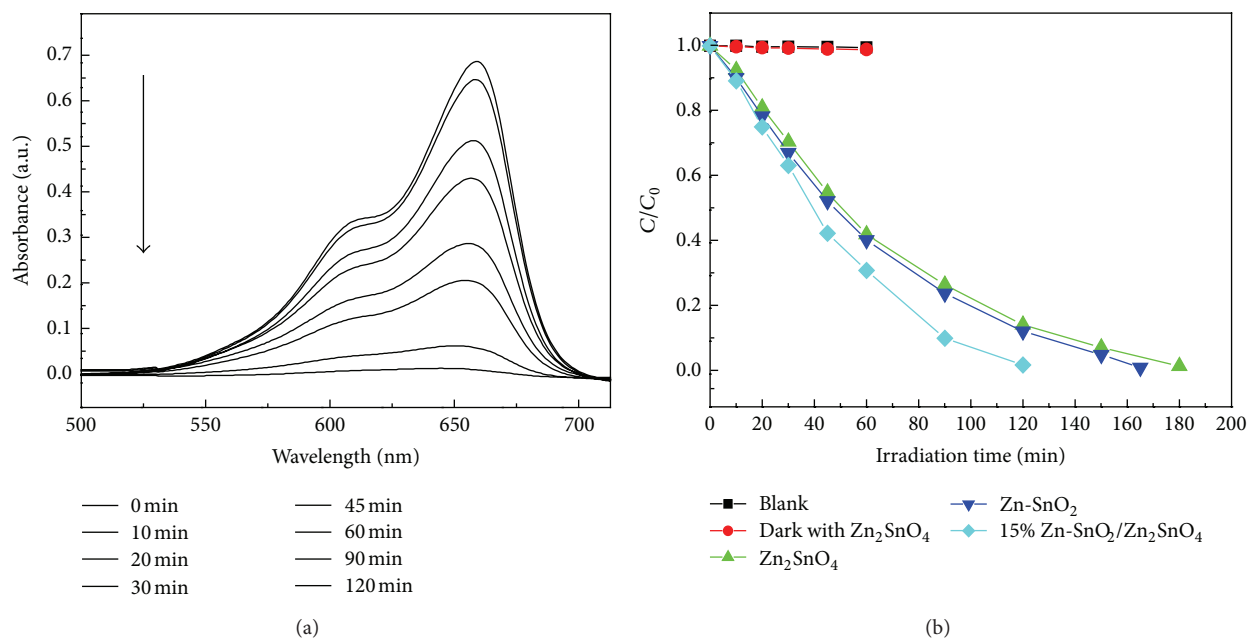 0.7
0.6
0.5
0.4
0.3
0.2
0.1
0.0
Absorbance (a.u.)
500 550 600 650 700
Wavelength (nm)
0 min
10 min
20 min
30 min
45 min
60 min
90 min
120 min
(a)
1.0
0.8
0.6
0.4
0.2
0.0
C/C₀
0 20 40 60 80 100 120 140 160 180 200
Irradiation time (min)
Blank
Dark with Zn₂SnO₄
Zn₂SnO₄
Zn-SnO₂
15% Zn-SnO₂/Zn₂SnO₄
(b)